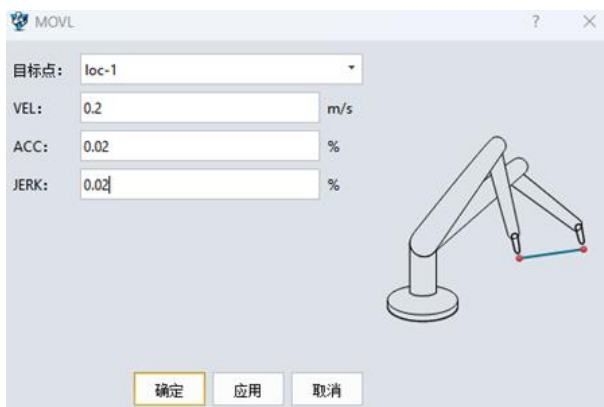 MOVL ?
目标点: loc-1
VEL: 0.2 m/s
ACC: 0.02 %
JERK: 0.02 %
确定 应用 取消